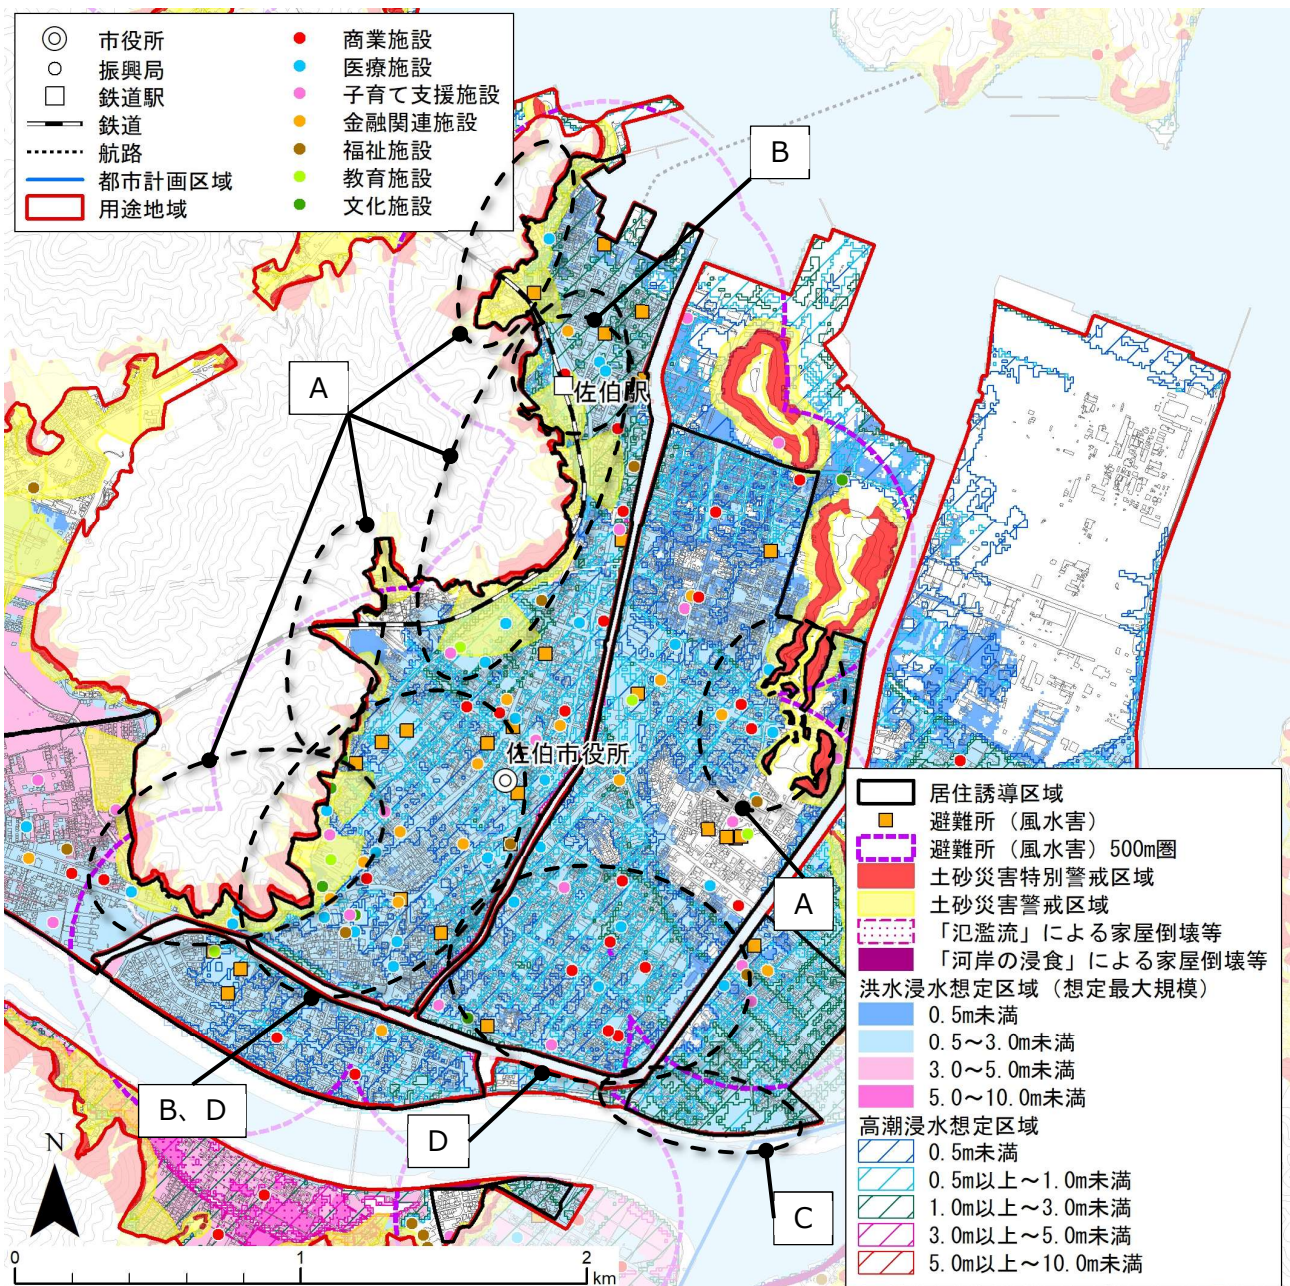 市役所
振興局
鉄道駅
鉄道
航路
都市計画区域
用途地域
商業施設
医療施設
子育て支援施設
金融関連施設
福祉施設
教育施設
文化施設
B
A
佐伯駅
佐伯市役所
A
B、D
D
C
居住誘導区域
避難所（風水害）
避難所（風水害）500m圏
土砂災害特別警戒区域
土砂災害警戒区域
「氾濫流」による家屋倒壊等
「河岸の浸食」による家屋倒壊等
洪水浸水想定区域（想定最大規模）
0.5m未満
0.5～3.0m未満
3.0～5.0m未満
5.0～10.0m未満
高潮浸水想定区域
0.5m未満
0.5m以上～1.0m未満
1.0m以上～3.0m未満
3.0m以上～5.0m未満
5.0m以上～10.0m未満
N
0 1 2 km